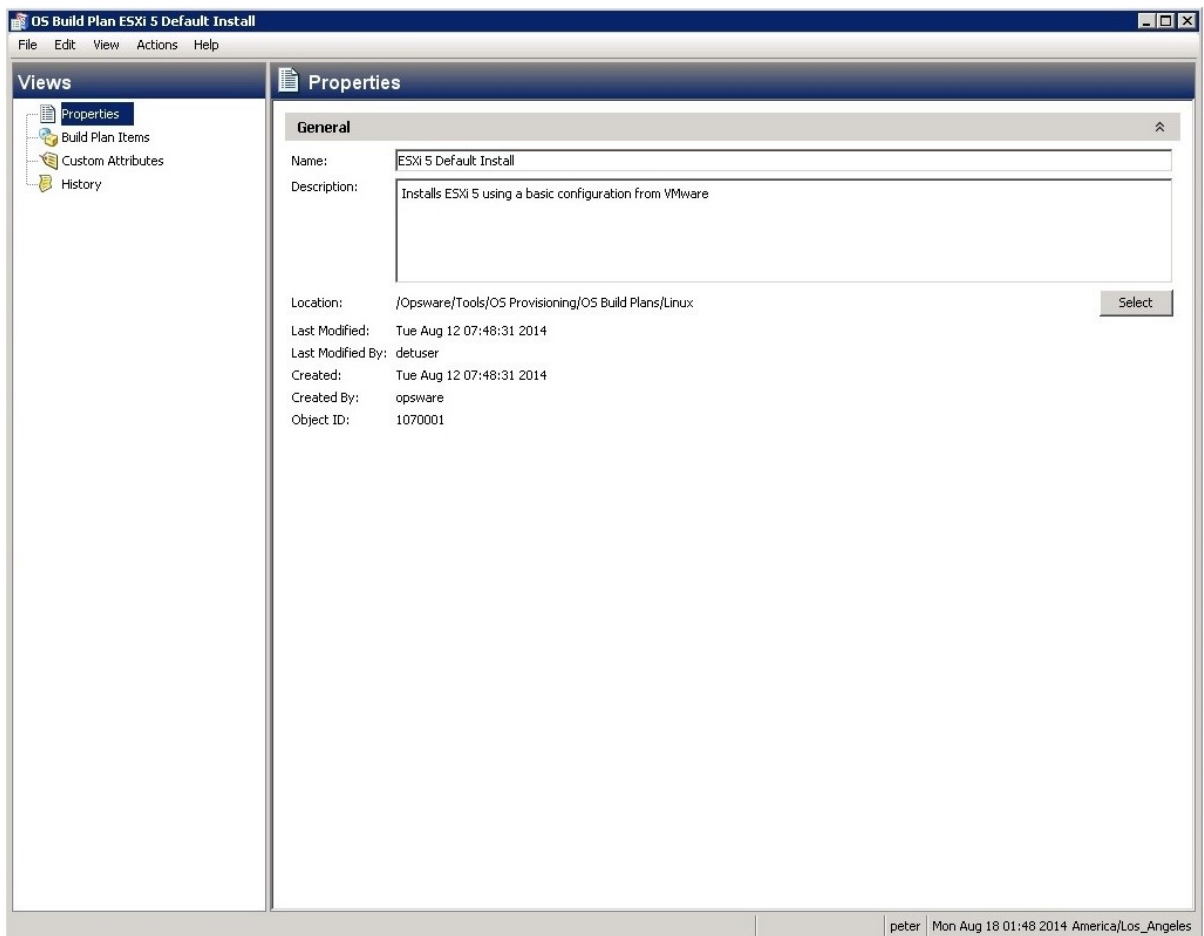 OS Build Plan ESXi 5 Default Install
File Edit View Actions Help
Views
Properties
Build Plan Items
Custom Attributes
History
Properties
General
Name: ESXi 5 Default Install
Description: Installs ESXi 5 using a basic configuration from VMware
Location: /Opsware/Tools/OS Provisioning/OS Build Plans/Linux Select
Last Modified: Tue Aug 12 07:48:31 2014
Last Modified By: detuser
Created: Tue Aug 12 07:48:31 2014
Created By: opsware
Object ID: 1070001
peter Mon Aug 18 01:48 2014 America/Los_Angeles